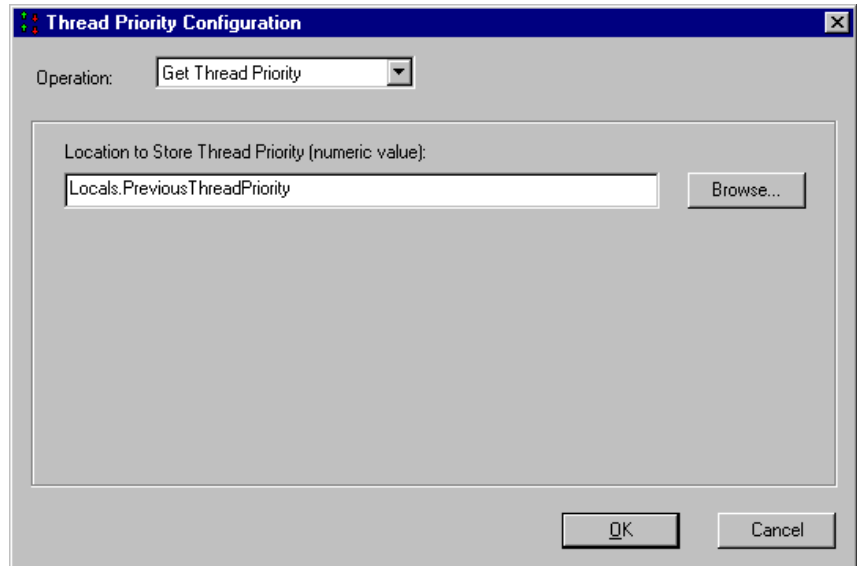 Thread Priority Configuration
Operation:
Get Thread Priority
Location to Store Thread Priority (numeric value):
Locals.PreviousThreadPriority
Browse...
OK
Cancel